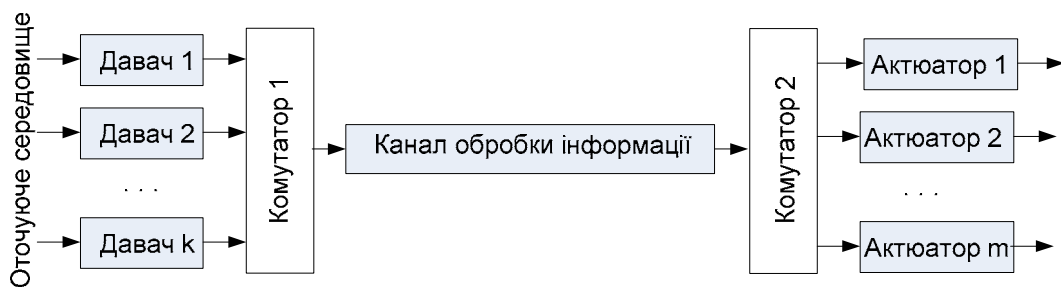 Оточуюче середовище
Давач 1
Давач 2
. . .
Давач k
Комутатор 1
Канал обробки інформації
Комутатор 2
Актюатор 1
Актюатор 2
. . .
Актюатор m